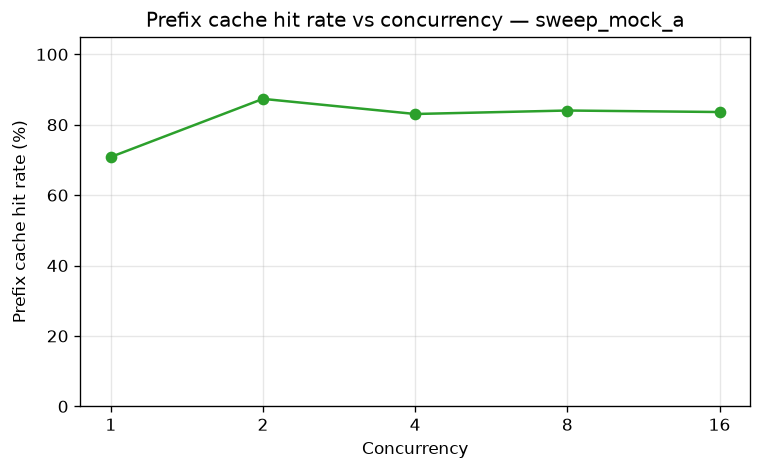 Prefix cache hit rate vs concurrency — sweep_mock_a
Prefix cache hit rate (%)
100
80
60
40
20
0
1 2 4 8 16
Concurrency